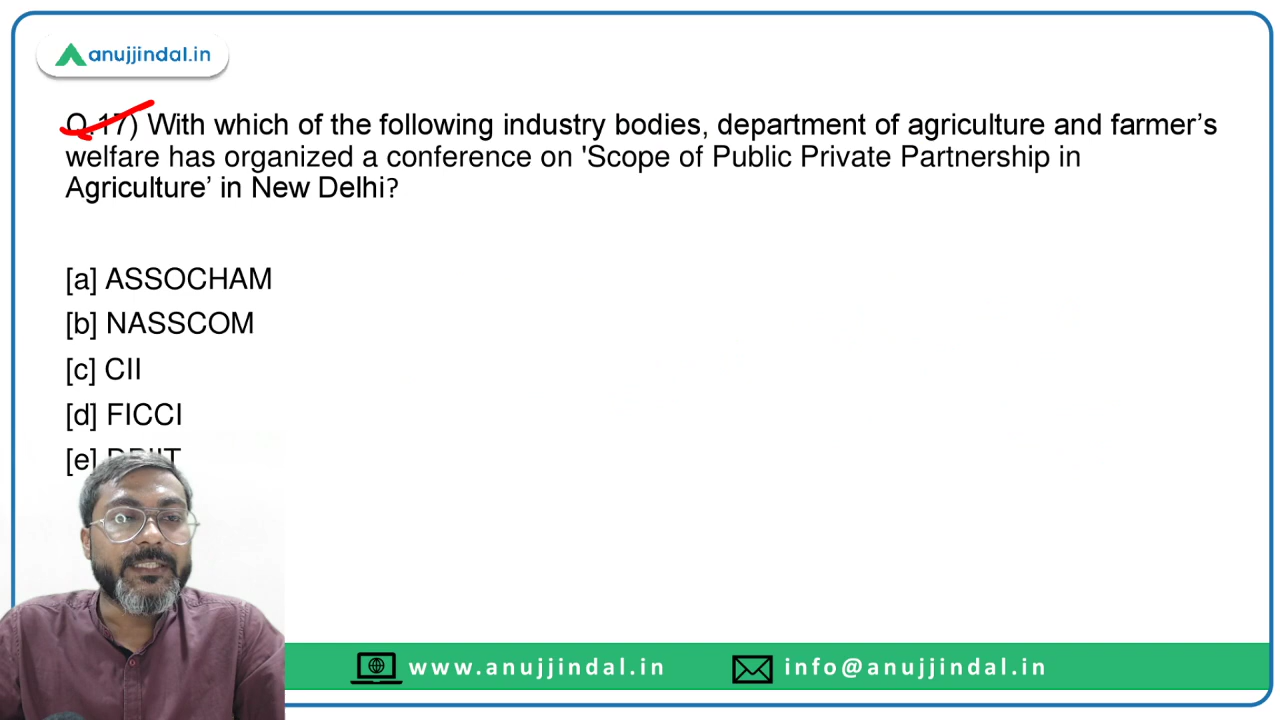 anujjindal.in
Q.17) With which of the following industry bodies, department of agriculture and farmer’s
welfare has organized a conference on 'Scope of Public Private Partnership in
Agriculture’ in New Delhi?
[a] ASSOCHAM
[b] NASSCOM
[c] CII
[d] FICCI
[e]
www.anujjindal.in
info@anujjindal.in